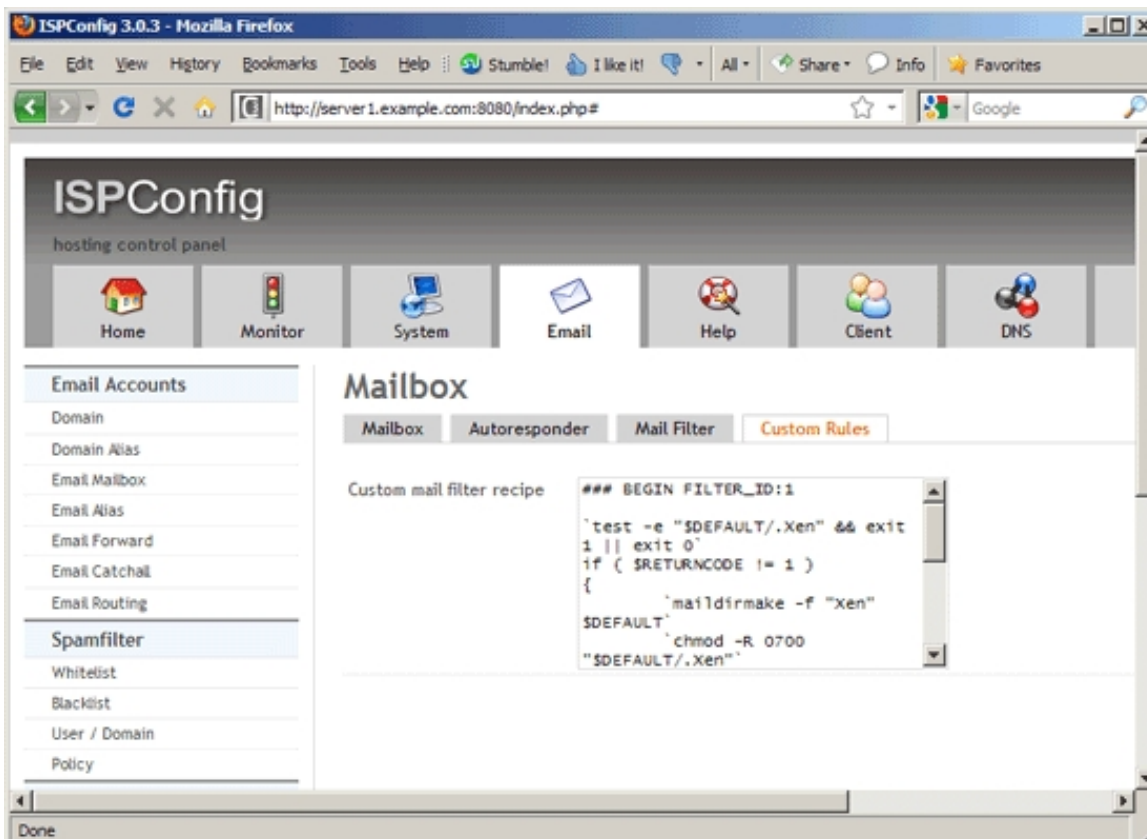 ISPConfig 3.0.3 - Mozilla Firefox
File Edit View History Bookmarks Tools Help Stumble! I like it! All Share Info Favorites
http://server1.example.com:8080/index.php# Google
ISPConfig
hosting control panel
Home Monitor System Email Help Client DNS
Email Accounts
Domain
Domain Alias
Email Mailbox
Email Alias
Email Forward
Email Catchall
Email Routing
Spamfilter
Whitelist
Blacklist
User / Domain
Policy
Mailbox
Mailbox Autoresponder Mail Filter Custom Rules
Custom mail filter recipe
### BEGIN FILTER_ID:1
`test -e "$DEFAULT/.Xen" && exit
1 || exit 0`
if ( $RETURNCODE != 1 )
{
`maildirmake -f "Xen"
$DEFAULT`
`chmod -R 0700
"$DEFAULT/.Xen"`
Done